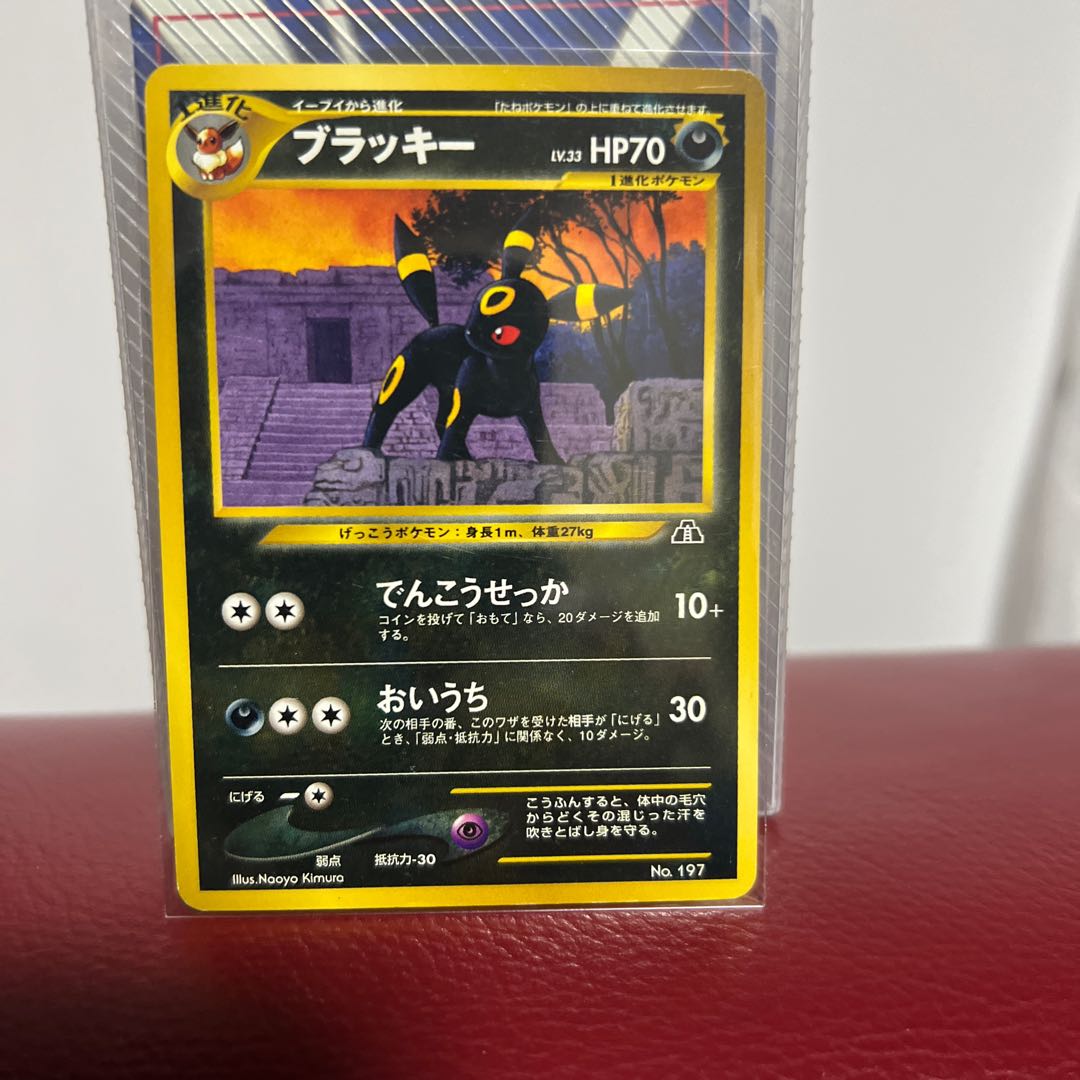 1進化
イーブイから進化
「たねポケモン」の上に重ねて進化させます。
ブラッキー
LV.33 HP70
1進化ポケモン
げっこうポケモン：身長1m、体重27kg
でんこうせっか
10+
コインを投げて「おもて」なら、20ダメージを追加
する。
おいうち
30
次の相手の番、このワザを受けた相手が「にげる」
とき、「弱点・抵抗力」に関係なく、10ダメージ。
にげる
弱点
抵抗力-30
こうふんすると、体中の毛穴
からどくその混じった汗を
吹きとばし身を守る。
Illus.Naoyo Kimura
No. 197